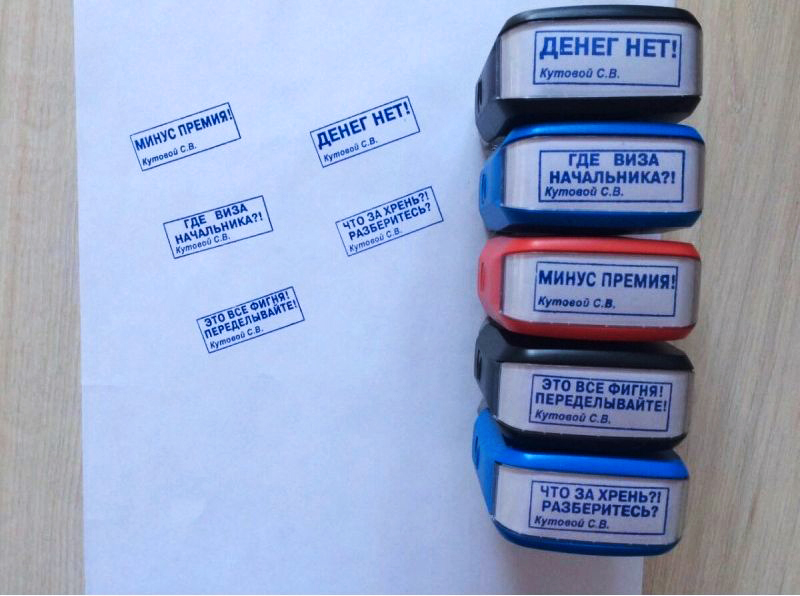 МИНУС ПРЕМИЯ!
Кутовой С.В.
ДЕНЕГ НЕТ!
Кутовой С.В.
ГДЕ ВИЗА
НАЧАЛЬНИКА?!
Кутовой С.В.
ЧТО ЗА ХРЕНЬ?!
РАЗБЕРИТЕСЬ?
Кутовой С.В.
ЭТО ВСЕ ФИГНЯ!
ПЕРЕДЕЛЫВАЙТЕ!
Кутовой С.В.
ДЕНЕГ НЕТ!
Кутовой С.В.
ГДЕ ВИЗА
НАЧАЛЬНИКА?!
Кутовой С.В.
МИНУС ПРЕМИЯ!
Кутовой С.В.
ЭТО ВСЕ ФИГНЯ!
ПЕРЕДЕЛЫВАЙТЕ!
Кутовой С.В.
ЧТО ЗА ХРЕНЬ?!
РАЗБЕРИТЕСЬ?
Кутовой С.В.